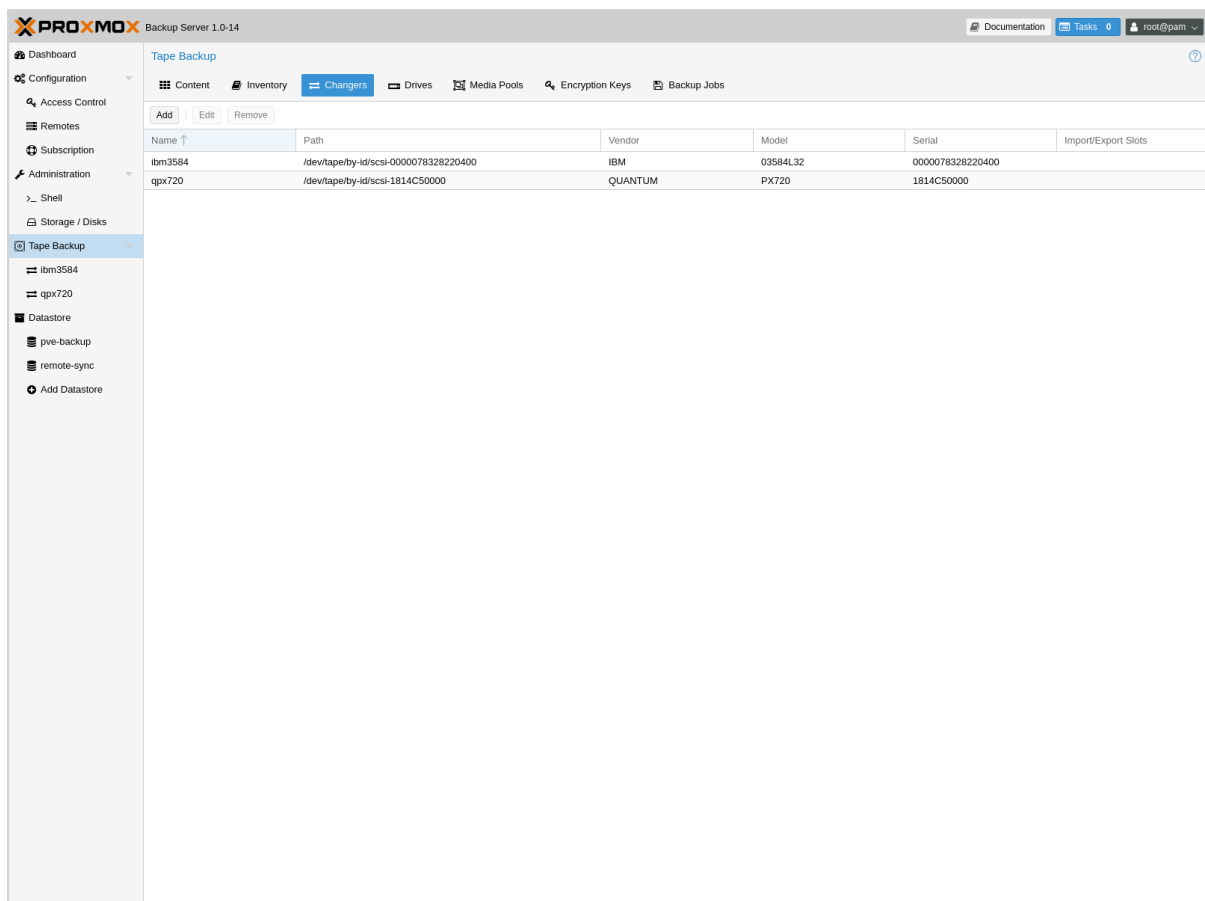 PROXMOX Backup Server 1.0-14 Documentation Tasks 0 root@pam
Dashboard
Configuration
Access Control
Remotes
Subscription
Administration
Shell
Storage / Disks
Tape Backup
ibm3584
qpx720
Datastore
pve-backup
remote-sync
Add Datastore
Tape Backup
Content Inventory Changers Drives Media Pools Encryption Keys Backup Jobs
Add Edit Remove
Name Path Vendor Model Serial Import/Export Slots
ibm3584 /dev/tape/by-id/scsi-0000078328220400 IBM 03584L32 0000078328220400
qpx720 /dev/tape/by-id/scsi-1814C50000 QUANTUM PX720 1814C50000